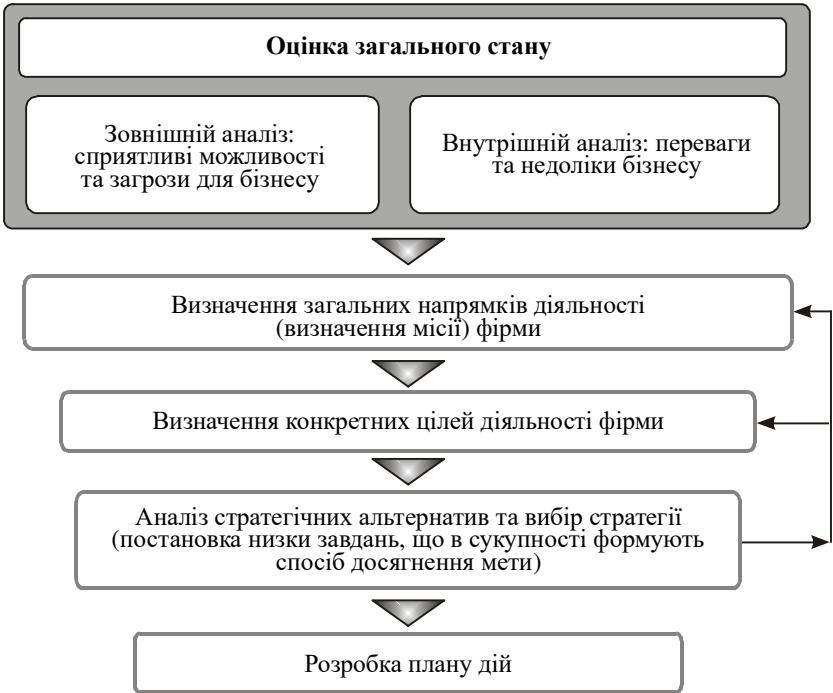 Оцінка загального стану
Зовнішній аналіз:
сприятливі можливості
та загрози для бізнесу
Внутрішній аналіз: переваги
та недоліки бізнесу
Визначення загальних напрямків діяльності
(визначення місії) фірми
Визначення конкретних цілей діяльності фірми
Аналіз стратегічних альтернатив та вибір стратегії
(постановка низки завдань, що в сукупності формують
спосіб досягнення мети)
Розробка плану дій